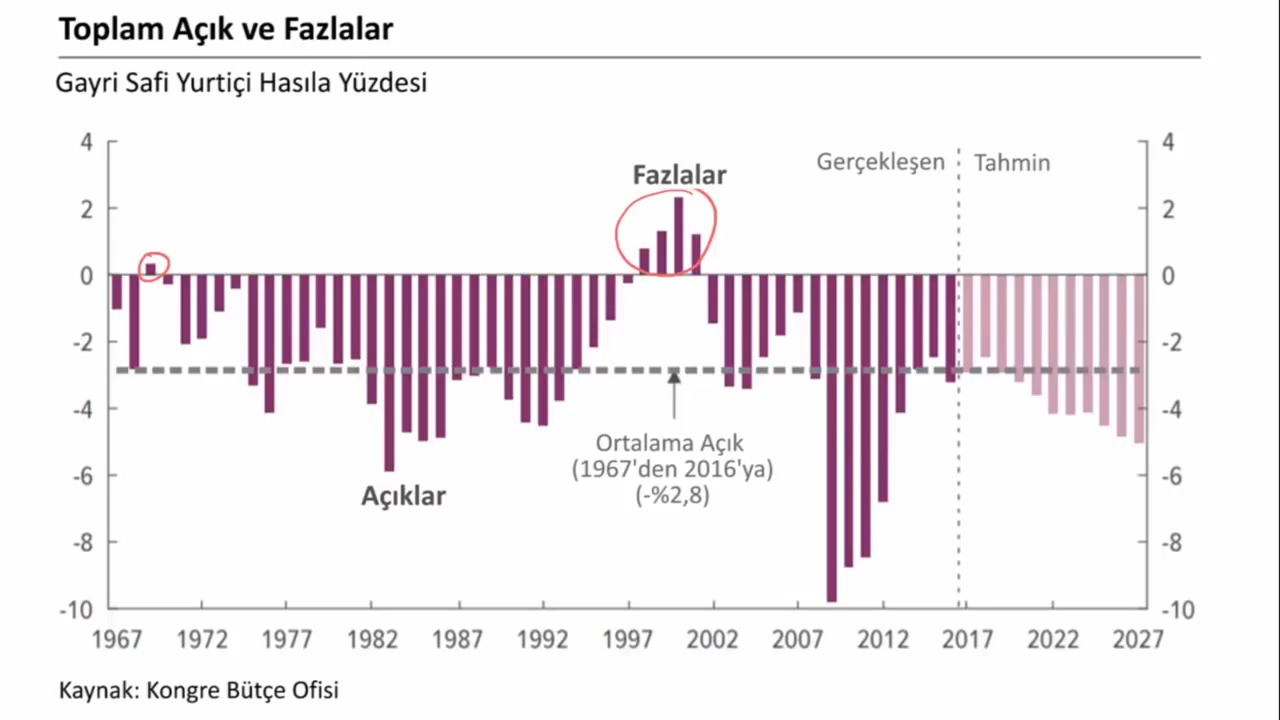 Toplam Açık ve Fazlalar
Gayri Safi Yurtiçi Hasıla Yüzdesi
4
2
0
-2
-4
-6
-8
-10
Fazlalar
Gerçekleşen
Tahmin
Açıklar
Ortalama Açık
(1967'den 2016'ya)
(-%2,8)
4
2
0
-2
-4
-6
-8
-10
1967 1972 1977 1982 1987 1992 1997 2002 2007 2012 2017 2022 2027
Kaynak: Kongre Bütçe Ofisi